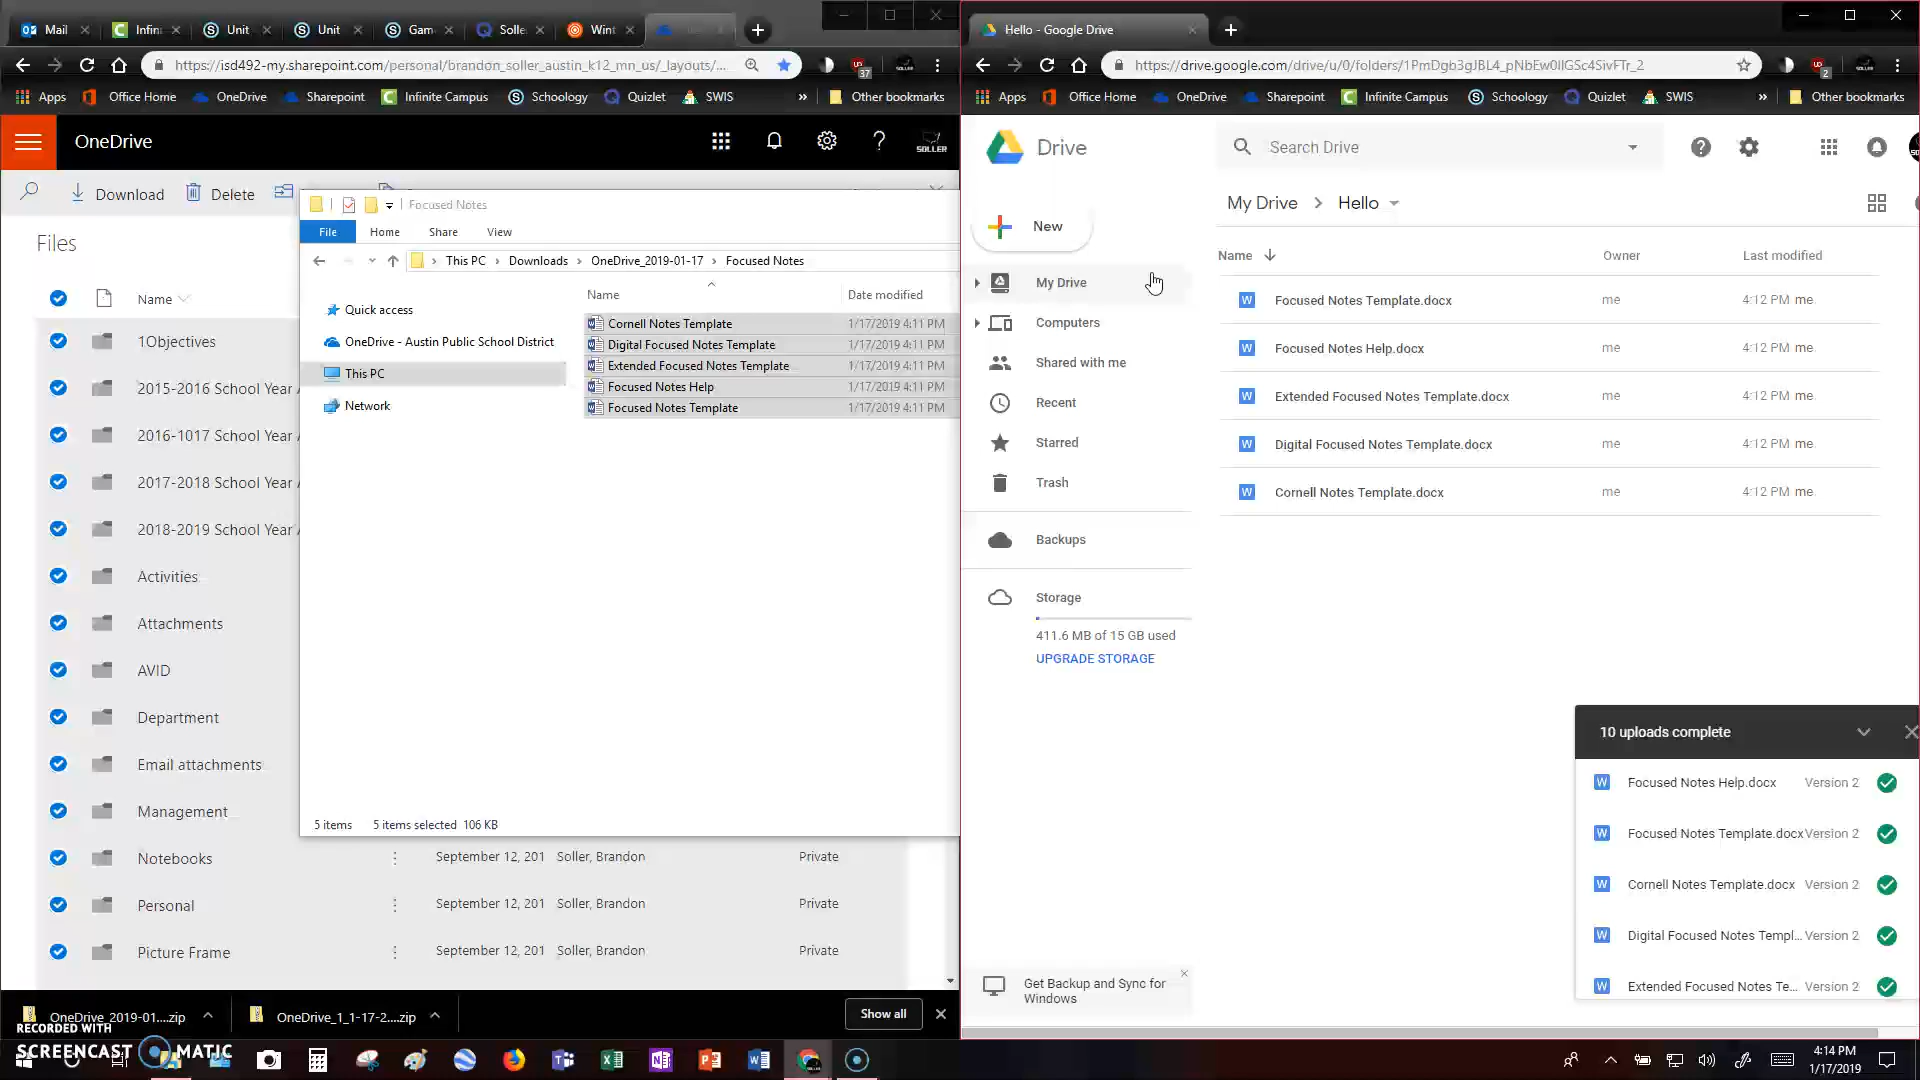 Mail
Infin
Unit
Unit
Gam
Solle
Wint
Hello - Google Drive
https://isd492-my.sharepoint.com/personal/brandon_soller_austin_k12_mn_us/_layouts/...
37
https://drive.google.com/drive/u/0/folders/1PmDgb3gJBL4_pNbEw0IlGSc4SivFTr_2
2
Apps
Office Home
OneDrive
Sharepoint
Infinite Campus
Schoology
Quizlet
SWIS
»
Other bookmarks
Apps
Office Home
OneDrive
Sharepoint
Infinite Campus
Schoology
Quizlet
SWIS
»
Other bookmarks
OneDrive
SOLLER
Download
Delete
Files
Name
1Objectives
2015-2016 School Year
2016-1017 School Year
2017-2018 School Year
2018-2019 School Year
Activities
Attachments
AVID
Department
Email attachments
Management
Notebooks
September 12, 201
Soller, Brandon
Private
Personal
September 12, 201
Soller, Brandon
Private
Picture Frame
September 12, 201
Soller, Brandon
Private
Focused Notes
File
Home
Share
View
This PC
Downloads
OneDrive_2019-01-17
Focused Notes
Quick access
OneDrive - Austin Public School District
This PC
Network
Name
Date modified
Cornell Notes Template
1/17/2019 4:11 PM
Digital Focused Notes Template
1/17/2019 4:11 PM
Extended Focused Notes Template
1/17/2019 4:11 PM
Focused Notes Help
1/17/2019 4:11 PM
Focused Notes Template
1/17/2019 4:11 PM
5 items
5 items selected 106 KB
Drive
Search Drive
New
My Drive
Hello
My Drive
Computers
Shared with me
Recent
Starred
Trash
Backups
Storage
411.6 MB of 15 GB used
UPGRADE STORAGE
Get Backup and Sync for
Windows
Name
Owner
Last modified
Focused Notes Template.docx
me
4:12 PM me
Focused Notes Help.docx
me
4:12 PM me
Extended Focused Notes Template.docx
me
4:12 PM me
Digital Focused Notes Template.docx
me
4:12 PM me
Cornell Notes Template.docx
me
4:12 PM me
10 uploads complete
Focused Notes Help.docx
Version 2
Focused Notes Template.docx
Version 2
Cornell Notes Template.docx
Version 2
Digital Focused Notes Templ...
Version 2
Extended Focused Notes Te...
Version 2
OneDrive_2019-01....zip
OneDrive_1_1-17-2....zip
Show all
RECORDED WITH
SCREENCAST MATIC
4:14 PM
1/17/2019